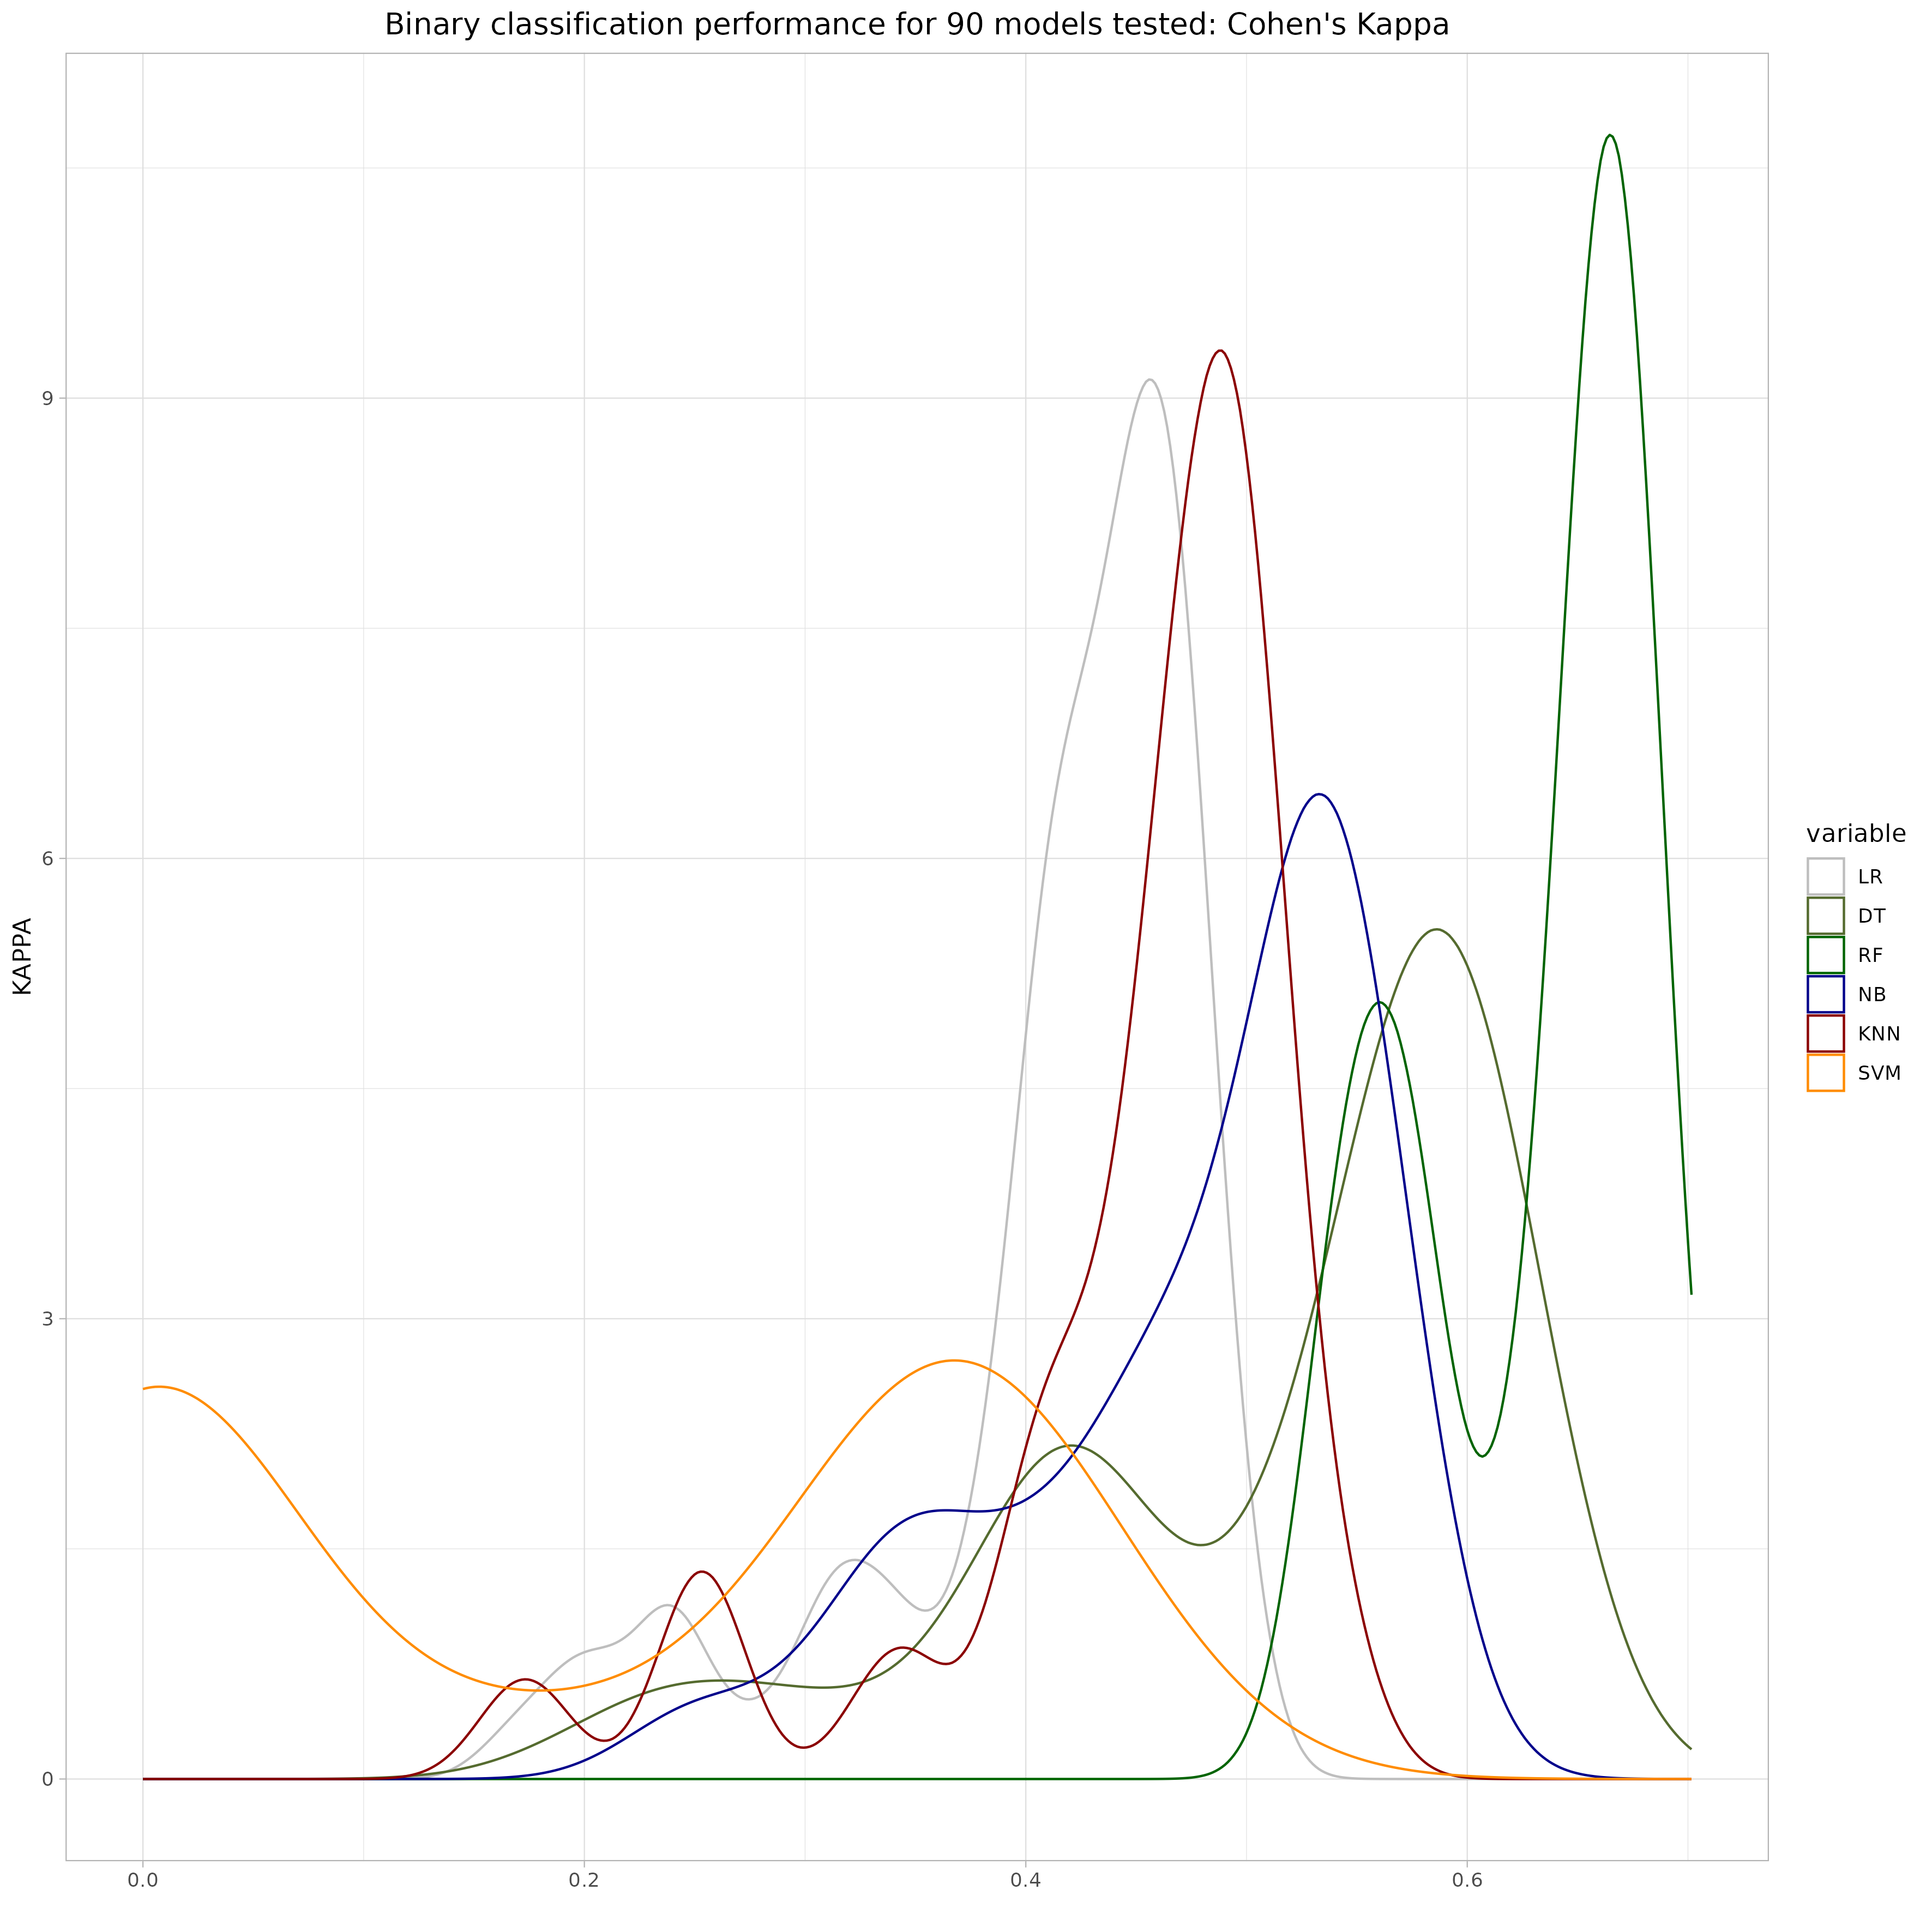 Binary classification performance for 90 models tested: Cohen's Kappa
KAPPA
9
6
3
0
0.0
0.2
0.4
0.6
variable
LR
DT
RF
NB
KNN
SVM